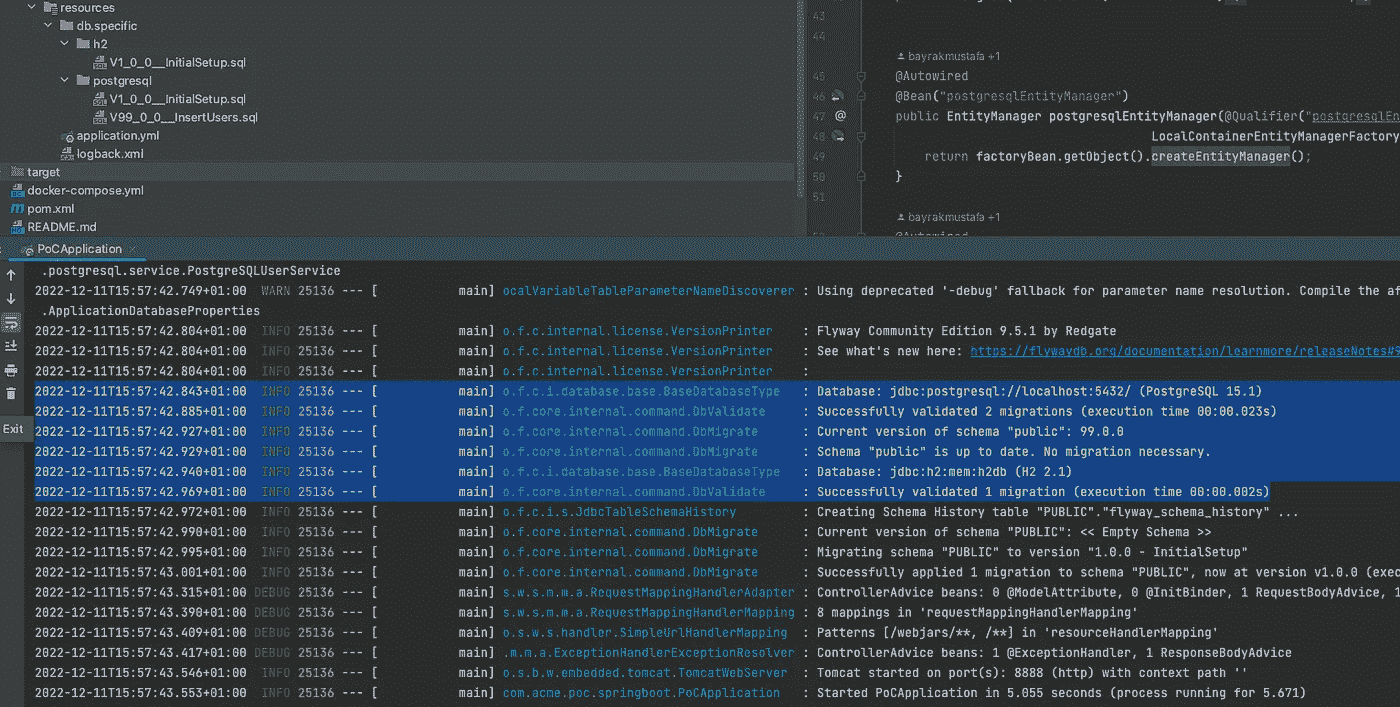 resources
db.specific
h2
V1_0_0__InitialSetup.sql
postgresql
V1_0_0__InitialSetup.sql
V99_0_0__InsertUsers.sql
application.yml
logback.xml
target
docker-compose.yml
pom.xml
README.md
43
44
bayrakmustafa +1
45 @Autowired
46 @Bean("postgresqlEntityManager")
47 public EntityManager postgresqlEntityManager(@Qualifier("postgresqlEn
48 LocalContainerEntityManagerFactory
49 return factoryBean.getObject().createEntityManager();
50 }
51
bayrakmustafa +1
@Autowired
PoCApplication
.postgresql.service.PostgreSQLUserService
2022-12-11T15:57:42.749+01:00 WARN 25136 --- [ main] ocalVariableTableParameterNameDiscoverer : Using deprecated '-debug' fallback for parameter name resolution. Compile the af
.ApplicationDatabaseProperties
2022-12-11T15:57:42.804+01:00 INFO 25136 --- [ main] o.f.c.internal.license.VersionPrinter : Flyway Community Edition 9.5.1 by Redgate
2022-12-11T15:57:42.804+01:00 INFO 25136 --- [ main] o.f.c.internal.license.VersionPrinter : See what's new here: https://flywaydb.org/documentation/learnmore/releaseNotes#9
2022-12-11T15:57:42.804+01:00 INFO 25136 --- [ main] o.f.c.internal.license.VersionPrinter :
2022-12-11T15:57:42.843+01:00 INFO 25136 --- [ main] o.f.c.i.database.base.BaseDatabaseType : Database: jdbc:postgresql://localhost:5432/ (PostgreSQL 15.1)
2022-12-11T15:57:42.885+01:00 INFO 25136 --- [ main] o.f.core.internal.command.DbValidate : Successfully validated 2 migrations (execution time 00:00.023s)
2022-12-11T15:57:42.927+01:00 INFO 25136 --- [ main] o.f.core.internal.command.DbMigrate : Current version of schema "public": 99.0.0
Exit
2022-12-11T15:57:42.929+01:00 INFO 25136 --- [ main] o.f.core.internal.command.DbMigrate : Schema "public" is up to date. No migration necessary.
2022-12-11T15:57:42.940+01:00 INFO 25136 --- [ main] o.f.c.i.database.base.BaseDatabaseType : Database: jdbc:h2:mem:h2db (H2 2.1)
2022-12-11T15:57:42.969+01:00 INFO 25136 --- [ main] o.f.core.internal.command.DbValidate : Successfully validated 1 migration (execution time 00:00.002s)
2022-12-11T15:57:42.972+01:00 INFO 25136 --- [ main] o.f.c.i.s.JdbcTableSchemaHistory : Creating Schema History table "PUBLIC"."flyway_schema_history" ...
2022-12-11T15:57:42.990+01:00 INFO 25136 --- [ main] o.f.core.internal.command.DbMigrate : Current version of schema "PUBLIC": << Empty Schema >>
2022-12-11T15:57:42.995+01:00 INFO 25136 --- [ main] o.f.core.internal.command.DbMigrate : Migrating schema "PUBLIC" to version "1.0.0 - InitialSetup"
2022-12-11T15:57:43.001+01:00 INFO 25136 --- [ main] o.f.core.internal.command.DbMigrate : Successfully applied 1 migration to schema "PUBLIC", now at version v1.0.0 (exec
2022-12-11T15:57:43.315+01:00 DEBUG 25136 --- [ main] s.w.s.m.m.a.RequestMappingHandlerAdapter : ControllerAdvice beans: 0 @ModelAttribute, 0 @InitBinder, 1 RequestBodyAdvice, 1
2022-12-11T15:57:43.390+01:00 DEBUG 25136 --- [ main] s.w.s.m.m.a.RequestMappingHandlerMapping : 8 mappings in 'requestMappingHandlerMapping'
2022-12-11T15:57:43.409+01:00 DEBUG 25136 --- [ main] o.s.w.s.handler.SimpleUrlHandlerMapping : Patterns [/webjars/**, /**] in 'resourceHandlerMapping'
2022-12-11T15:57:43.417+01:00 DEBUG 25136 --- [ main] .m.m.a.ExceptionHandlerExceptionResolver : ControllerAdvice beans: 1 @ExceptionHandler, 1 ResponseBodyAdvice
2022-12-11T15:57:43.546+01:00 INFO 25136 --- [ main] o.s.b.w.embedded.tomcat.TomcatWebServer : Tomcat started on port(s): 8888 (http) with context path ''
2022-12-11T15:57:43.553+01:00 INFO 25136 --- [ main] com.acme.poc.springboot.PoCApplication : Started PoCApplication in 5.055 seconds (process running for 5.671)